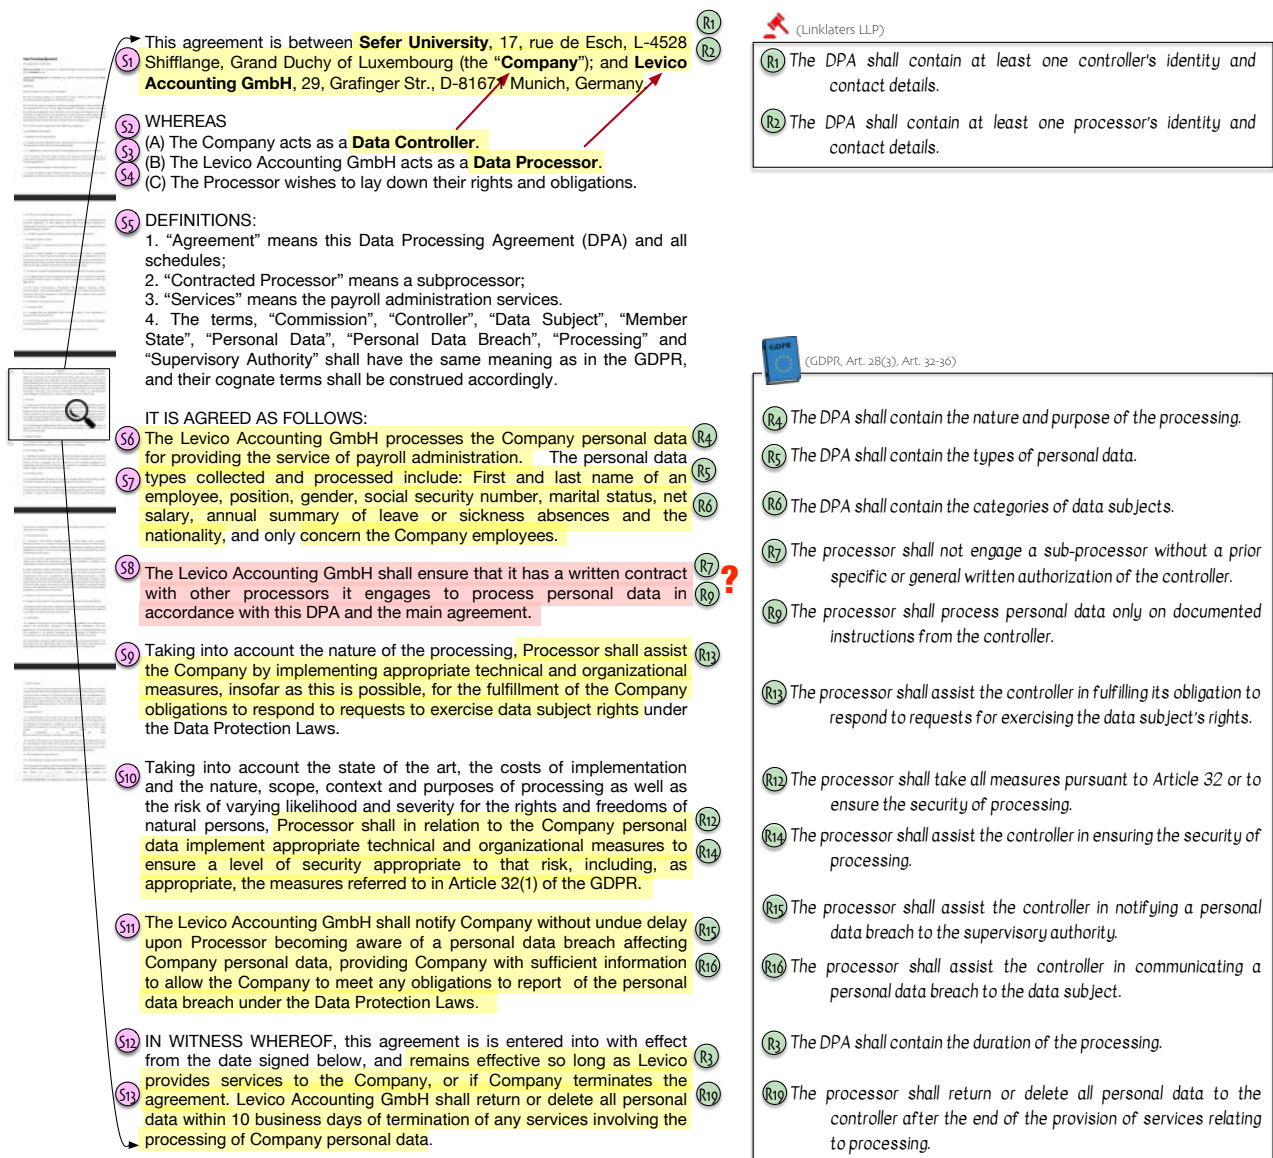 R1
This agreement is between Sefer University, 17, rue de Esch, L-4528
R2
S1
Shifflange, Grand Duchy of Luxembourg (the “Company”); and Levico
Accounting GmbH, 29, Grafinger Str., D-81671 Munich, Germany.
S2
WHEREAS
S3
(A) The Company acts as a Data Controller.
(B) The Levico Accounting GmbH acts as a Data Processor.
S4
(C) The Processor wishes to lay down their rights and obligations.
S5
DEFINITIONS:
1. “Agreement” means this Data Processing Agreement (DPA) and all
schedules;
2. “Contracted Processor” means a subprocessor;
3. “Services” means the payroll administration services.
4. The terms, “Commission”, “Controller”, “Data Subject”, “Member
State”, “Personal Data”, “Personal Data Breach”, “Processing” and
“Supervisory Authority” shall have the same meaning as in the GDPR,
and their cognate terms shall be construed accordingly.
IT IS AGREED AS FOLLOWS:
S6
The Levico Accounting GmbH processes the Company personal data
R4
for providing the service of payroll administration. The personal data
R5
S7
types collected and processed include: First and last name of an
employee, position, gender, social security number, marital status, net
R6
salary, annual summary of leave or sickness absences and the
nationality, and only concern the Company employees.
S8
The Levico Accounting GmbH shall ensure that it has a written contract
R7
with other processors it engages to process personal data in
R9
?
accordance with this DPA and the main agreement.
S9
Taking into account the nature of the processing, Processor shall assist
R13
the Company by implementing appropriate technical and organizational
measures, insofar as this is possible, for the fulfillment of the Company
obligations to respond to requests to exercise data subject rights under
the Data Protection Laws.
S10
Taking into account the state of the art, the costs of implementation
and the nature, scope, context and purposes of processing as well as
the risk of varying likelihood and severity for the rights and freedoms of
natural persons, Processor shall in relation to the Company personal
R12
data implement appropriate technical and organizational measures to
R14
ensure a level of security appropriate to that risk, including, as
appropriate, the measures referred to in Article 32(1) of the GDPR.
S11
The Levico Accounting GmbH shall notify Company without undue delay
R15
upon Processor becoming aware of a personal data breach affecting
Company personal data, providing Company with sufficient information
R16
to allow the Company to meet any obligations to report of the personal
data breach under the Data Protection Laws.
S12
IN WITNESS WHEREOF, this agreement is is entered into with effect
from the date signed below, and remains effective so long as Levico
R3
provides services to the Company, or if Company terminates the
S13
agreement. Levico Accounting GmbH shall return or delete all personal
R19
data within 10 business days of termination of any services involving the
processing of Company personal data.
(Linklaters LLP)
R1 The DPA shall contain at least one controller's identity and
contact details.
R2 The DPA shall contain at least one processor's identity and
contact details.
GDPR
(GDPR, Art. 28(3), Art. 32-36)
R4 The DPA shall contain the nature and purpose of the processing.
R5 The DPA shall contain the types of personal data.
R6 The DPA shall contain the categories of data subjects.
R7 The processor shall not engage a sub-processor without a prior
specific or general written authorization of the controller.
R9 The processor shall process personal data only on documented
instructions from the controller.
R13 The processor shall assist the controller in fulfilling its obligation to
respond to requests for exercising the data subject's rights.
R12 The processor shall take all measures pursuant to Article 32 or to
ensure the security of processing.
R14 The processor shall assist the controller in ensuring the security of
processing.
R15 The processor shall assist the controller in notifying a personal
data breach to the supervisory authority.
R16 The processor shall assist the controller in communicating a
personal data breach to the data subject.
R3 The DPA shall contain the duration of the processing.
R19 The processor shall return or delete all personal data to the
controller after the end of the provision of services relating
to processing.